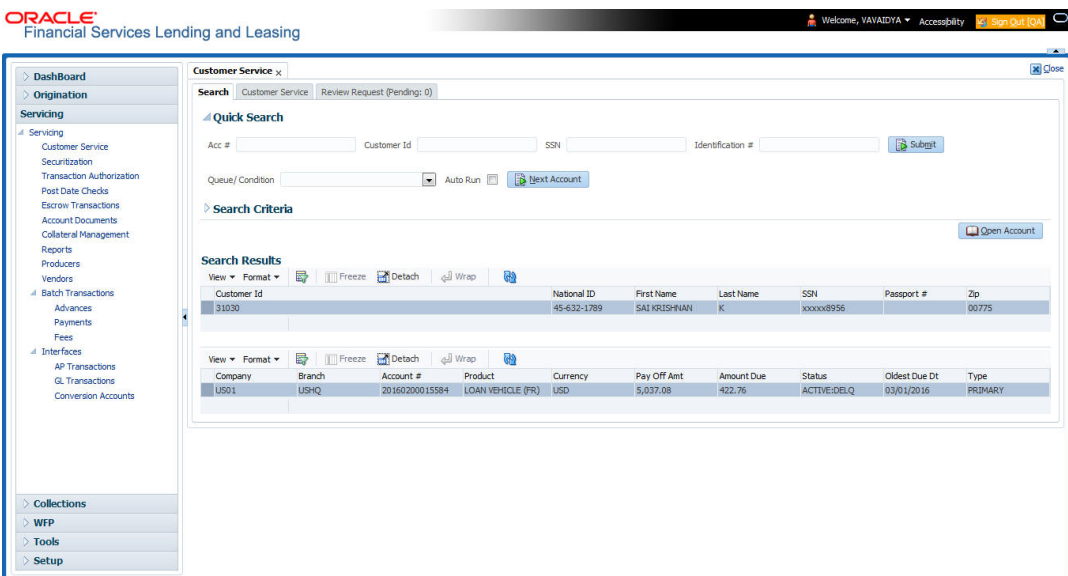 ORACLE
Financial Services Lending and Leasing
Welcome, VAVAIDYA Accessibility Sign Out [QA]
Close
DashBoard
Origination
Servicing
Servicing
Customer Service
Securitization
Transaction Authorization
Post Date Checks
Escrow Transactions
Account Documents
Collateral Management
Reports
Producers
Vendors
Batch Transactions
Advances
Payments
Fees
Interfaces
AP Transactions
GL Transactions
Conversion Accounts
Collections
WFP
Tools
Setup
Customer Service x
Search Customer Service Review Request (Pending: 0)
Quick Search
Acc # Customer Id SSN Identification # Submit
Queue/ Condition Auto Run Next Account
Search Criteria
Open Account
Search Results
View Format Freeze Detach Wrap
Customer Id National ID First Name Last Name SSN Passport # Zip
31030 45-632-1789 SAI KRISHNAN K xxxxx8956 00775
View Format Freeze Detach Wrap
Company Branch Account # Product Currency Pay Off Amt Amount Due Status Oldest Due Dt Type
US01 USHQ 20160200015584 LOAN VEHICLE (FR) USD 5,037.08 422.76 ACTIVE:DELQ 03/01/2016 PRIMARY